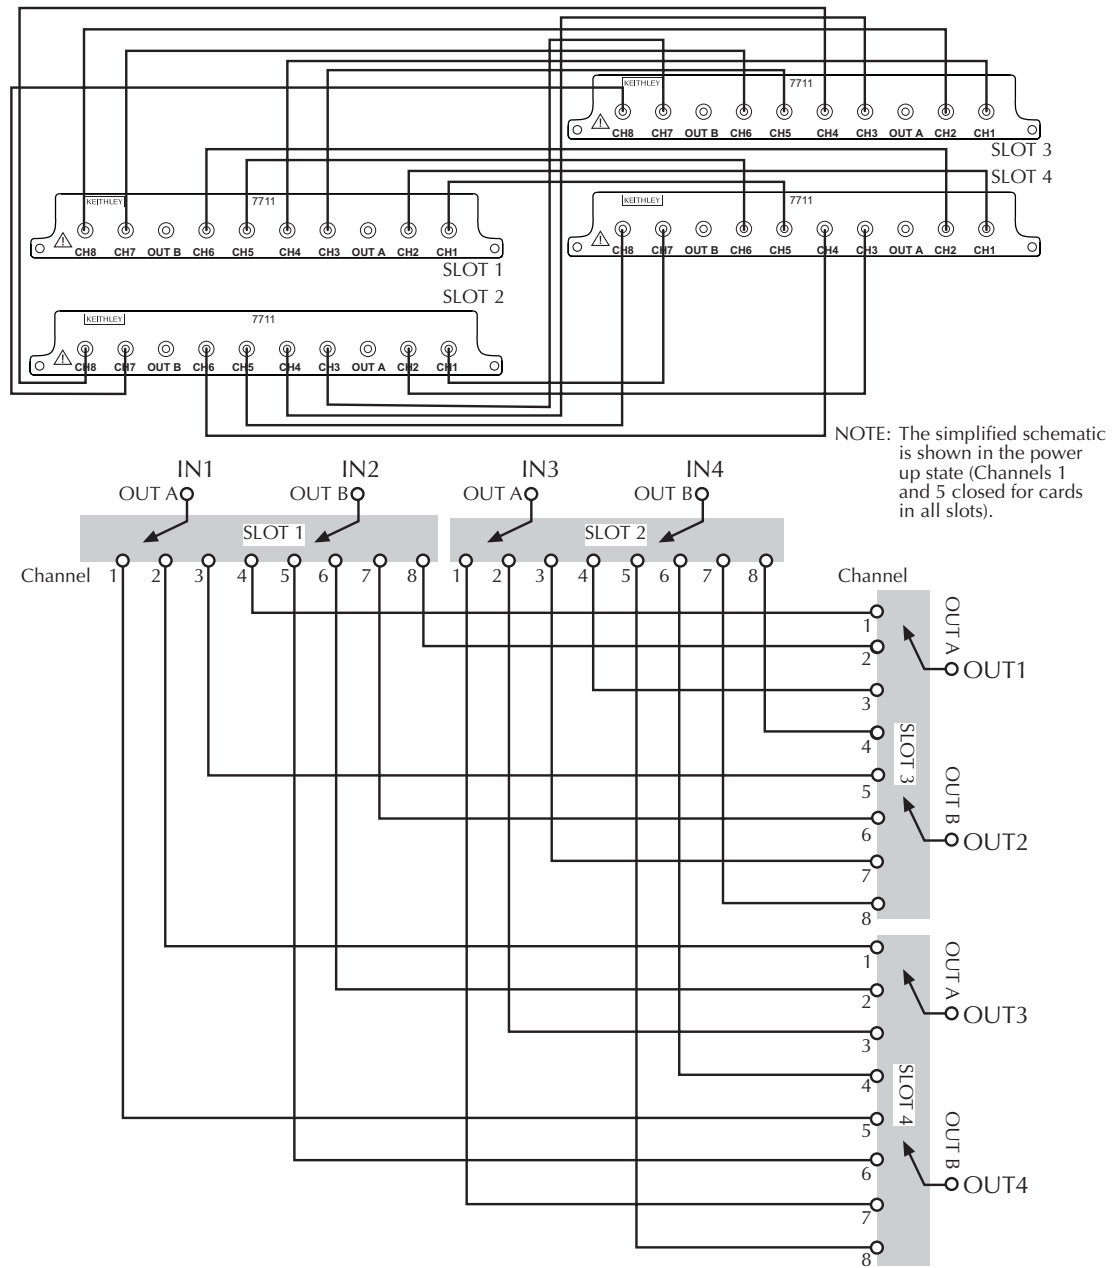 KEITHLEY
7711
CH8 CH7 OUT B CH6 CH5 CH4 CH3 OUT A CH2 CH1
SLOT 3
SLOT 4
KEITHLEY
7711
CH8 CH7 OUT B CH6 CH5 CH4 CH3 OUT A CH2 CH1
KEITHLEY
7711
CH8 CH7 OUT B CH6 CH5 CH4 CH3 OUT A CH2 CH1
SLOT 1
SLOT 2
KEITHLEY
7711
CH8 CH7 OUT B CH6 CH5 CH4 CH3 OUT A CH2 CH1
NOTE: The simplified schematic
is shown in the power
up state (Channels 1
and 5 closed for cards
in all slots).
IN1 IN2 IN3 IN4
OUT A OUT B OUT A OUT B
SLOT 1 SLOT 2
Channel 1 2 3 4 5 6 7 8 1 2 3 4 5 6 7 8 Channel
1
2
3
4
5
6
7
8
SLOT 3
OUT A
OUT1
OUT B
OUT2
1
2
3
4
5
6
7
8
SLOT 4
OUT A
OUT3
OUT B
OUT4